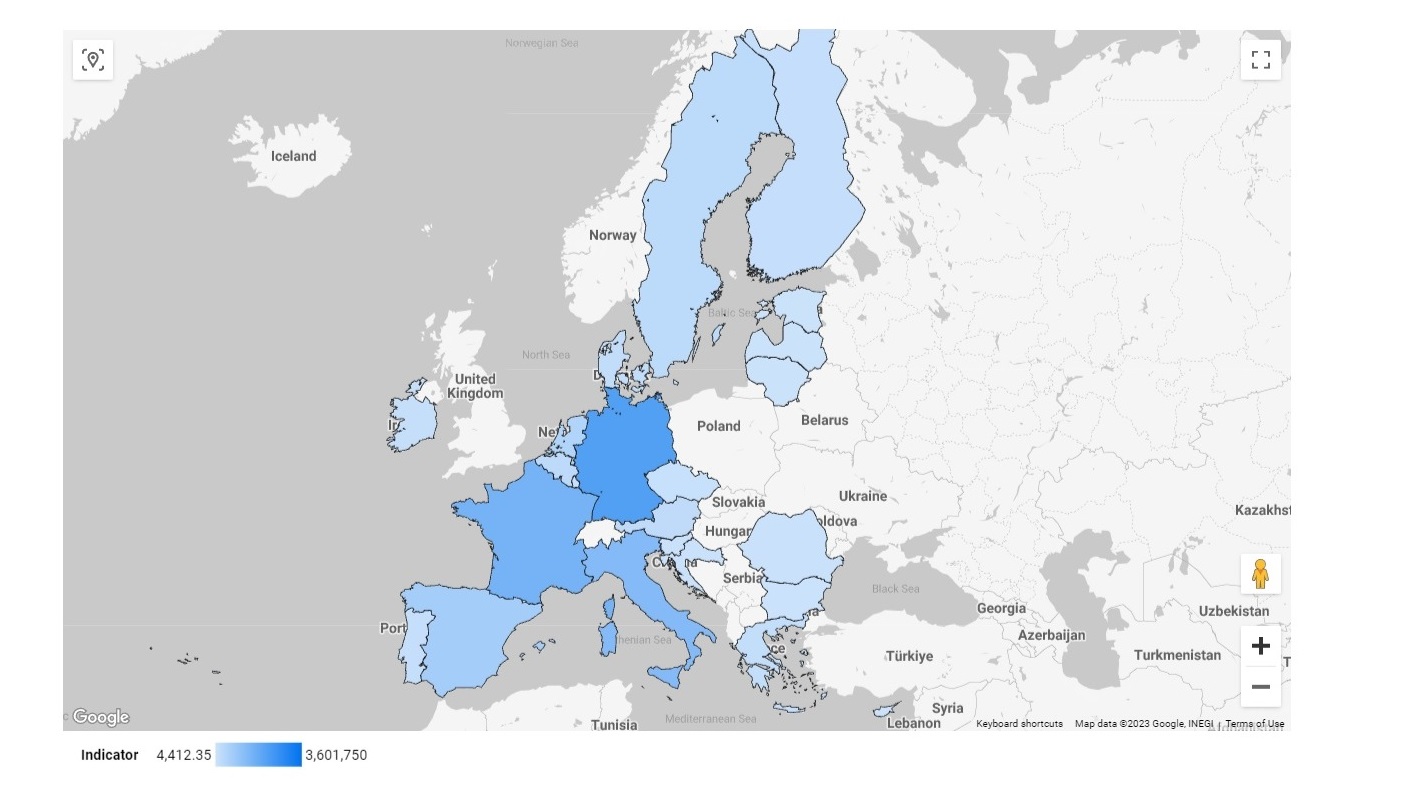 Norwegian Sea
Iceland
Norway
Baltic Sea
North Sea
D
United
Kingdom
Ir
Ne
Poland
Belarus
Slovakia
Ukraine
Kazakhst
Hungar
oldova
Serbia
Black Sea
Georgia
Uzbekistan
Port
Azerbaijan
henian Sea
ce
Türkiye
Turkmenistan
Syria
Google
Tunisia
Mediterranean Sea
Lebanon
Keyboard shortcuts Map data ©2023 Google, INEGI Terms of Use
Indicator 4,412.35 3,601,750